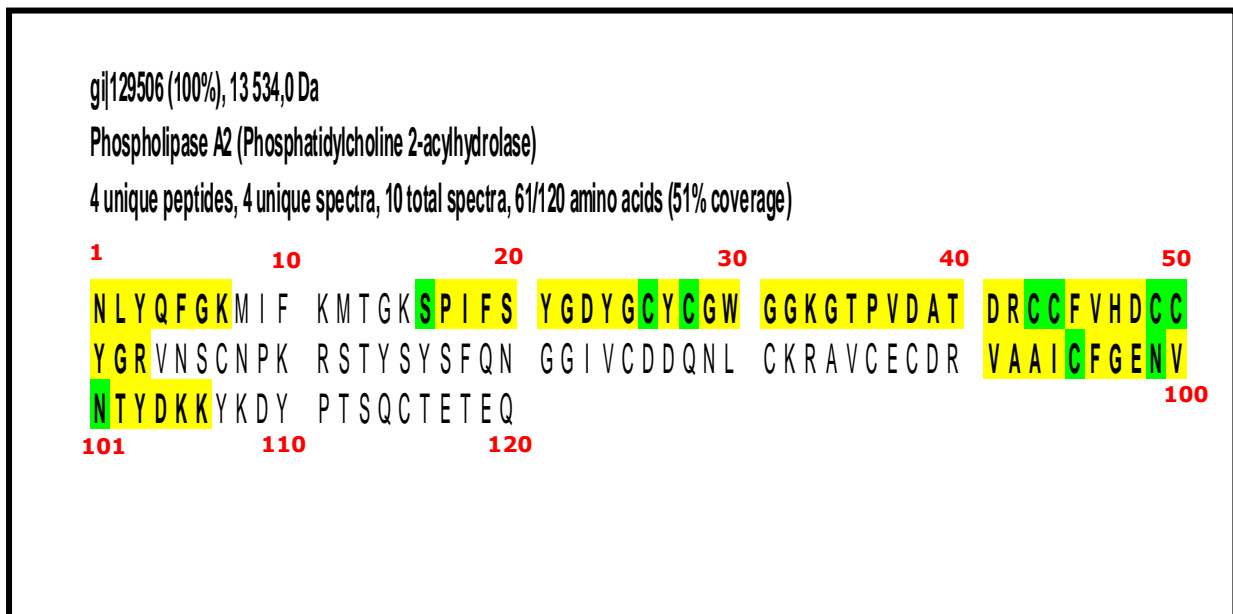 gi|129506 (100%), 13 534,0 Da
Phospholipase A2 (Phosphatidylcholine 2-acylhydrolase)
4 unique peptides, 4 unique spectra, 10 total spectra, 61/120 amino acids (51% coverage)
1 10 20 30 40 50
NLYQFGKMIF KMTGKSPIFS YGDYGCYCGW GGKGTPVDAT DRCCFVHDCC
YGRVNSCNPK RSTYSYSFQN GGIVCDDQNL CKRAVCECDR VAAICFGENV
NTYDKKYKDY PTSQCTETEQ 100
101 110 120